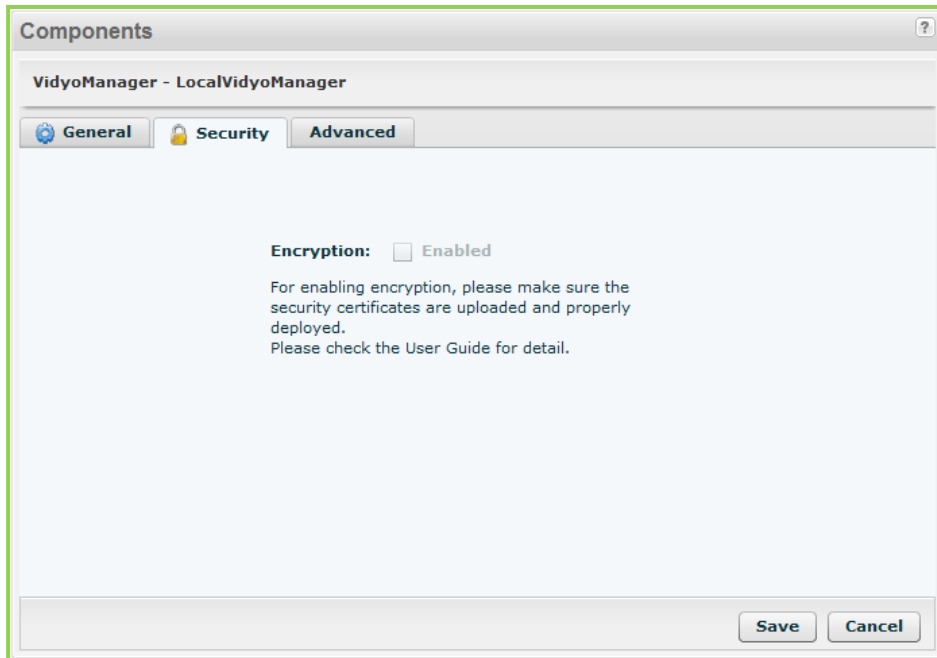 Components
?
VidyoManager - LocalVidyoManager
General Security Advanced
Encryption: Enabled
For enabling encryption, please make sure the
security certificates are uploaded and properly
deployed.
Please check the User Guide for detail.
Save Cancel